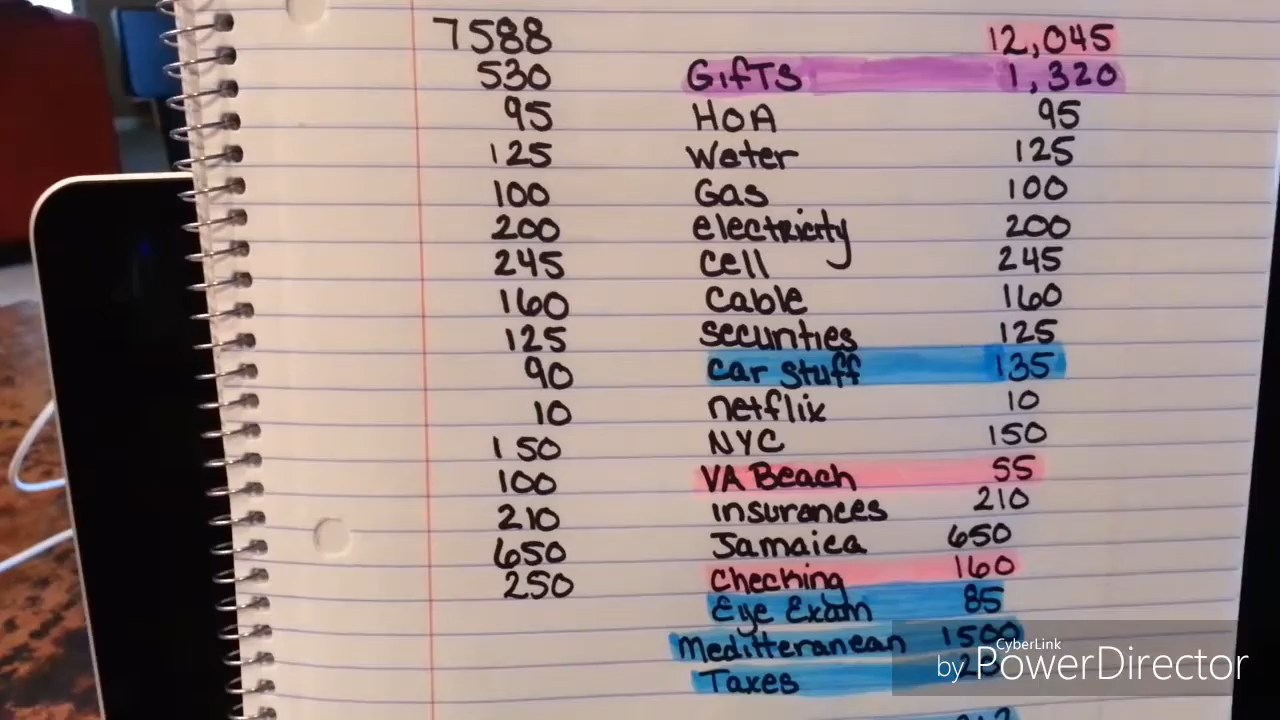 7588 12,045
530 GifTS 1,320
95 HOA 95
125 Water 125
100 Gas 100
200 electricity 200
245 cell 245
160 cable 160
125 securities 125
90 car stuff 135
10 netflix 10
150 NYC 150
100 VA Beach 55
210 insurances 210
650 Jamaica 650
250 checking 160
Eye Exam 85
Meditteranean 1500
Taxes
CyberLink
by PowerDirector